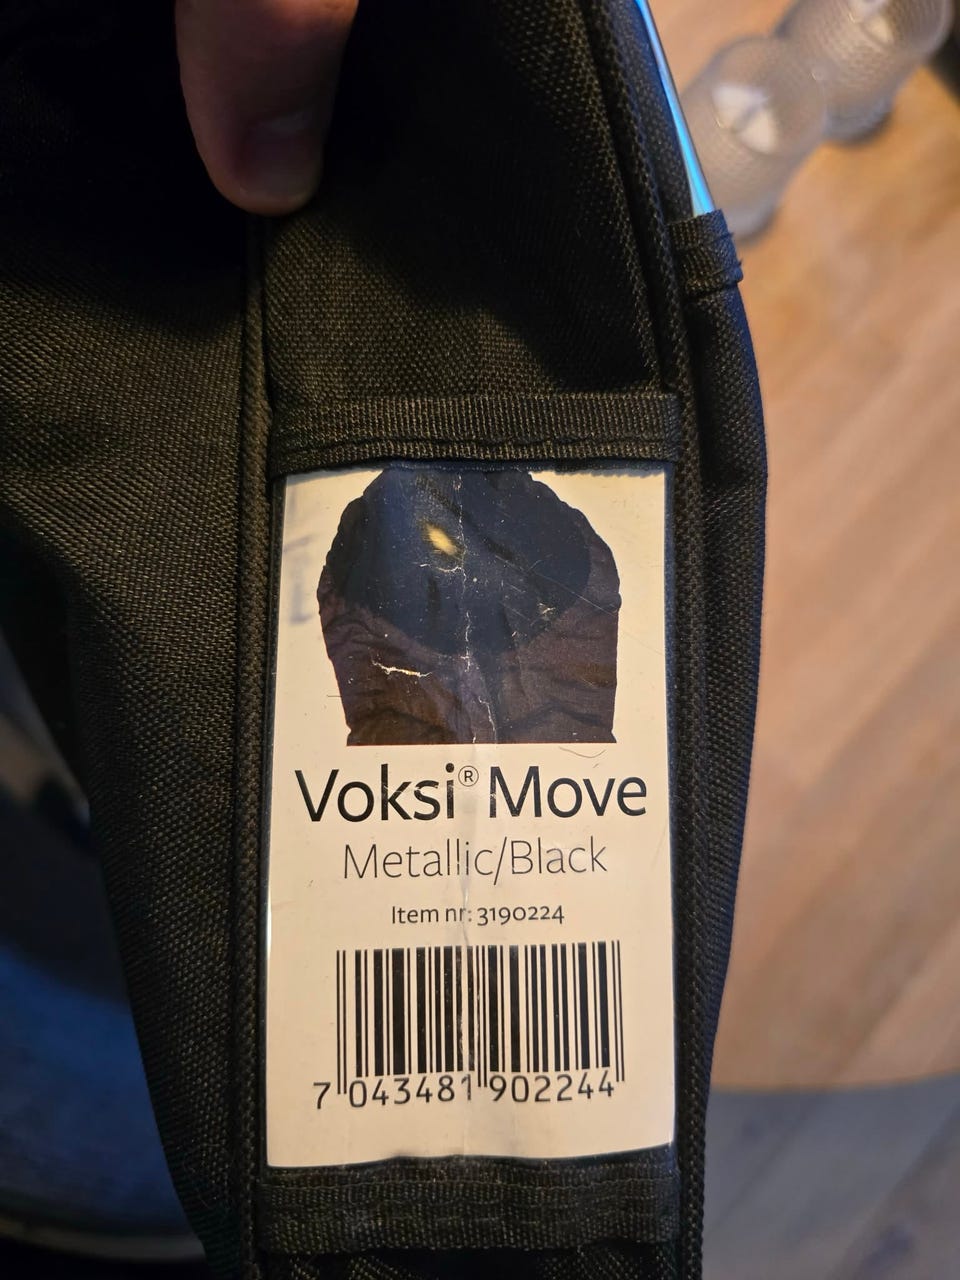 Voksi® Move
Metallic/Black
Item nr: 3190224
7 043481 902244